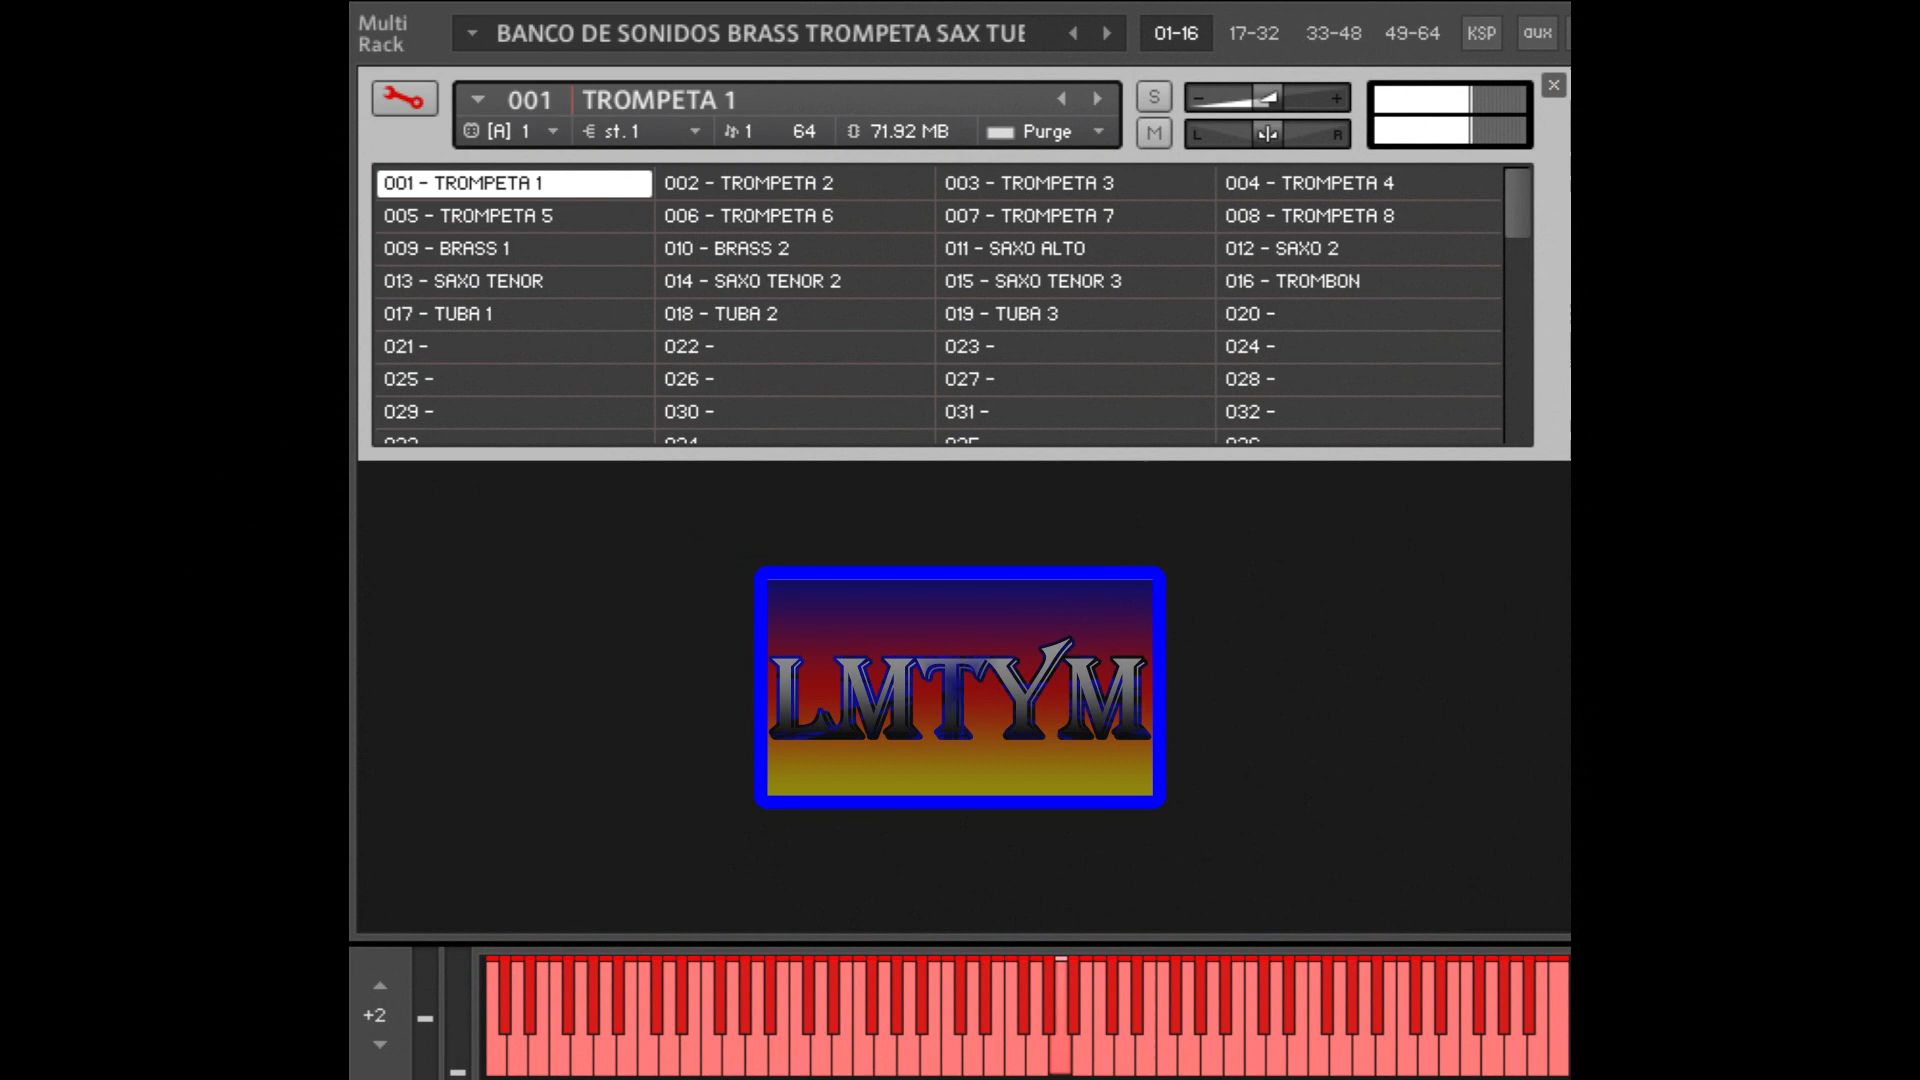 Multi
Rack
BANCO DE SONIDOS BRASS TROMPETA SAX TUE
01-16 17-32 33-48 49-64 KSP aux
001 TROMPETA 1
S
- +
[A] 1 st. 1 1 64 71.92 MB Purge
M
L R
001 - TROMPETA 1 002 - TROMPETA 2 003 - TROMPETA 3 004 - TROMPETA 4
005 - TROMPETA 5 006 - TROMPETA 6 007 - TROMPETA 7 008 - TROMPETA 8
009 - BRASS 1 010 - BRASS 2 011 - SAXO ALTO 012 - SAXO 2
013 - SAXO TENOR 014 - SAXO TENOR 2 015 - SAXO TENOR 3 016 - TROMBON
017 - TUBA 1 018 - TUBA 2 019 - TUBA 3 020 -
021 - 022 - 023 - 024 -
025 - 026 - 027 - 028 -
029 - 030 - 031 - 032 -
LMTYM
+2